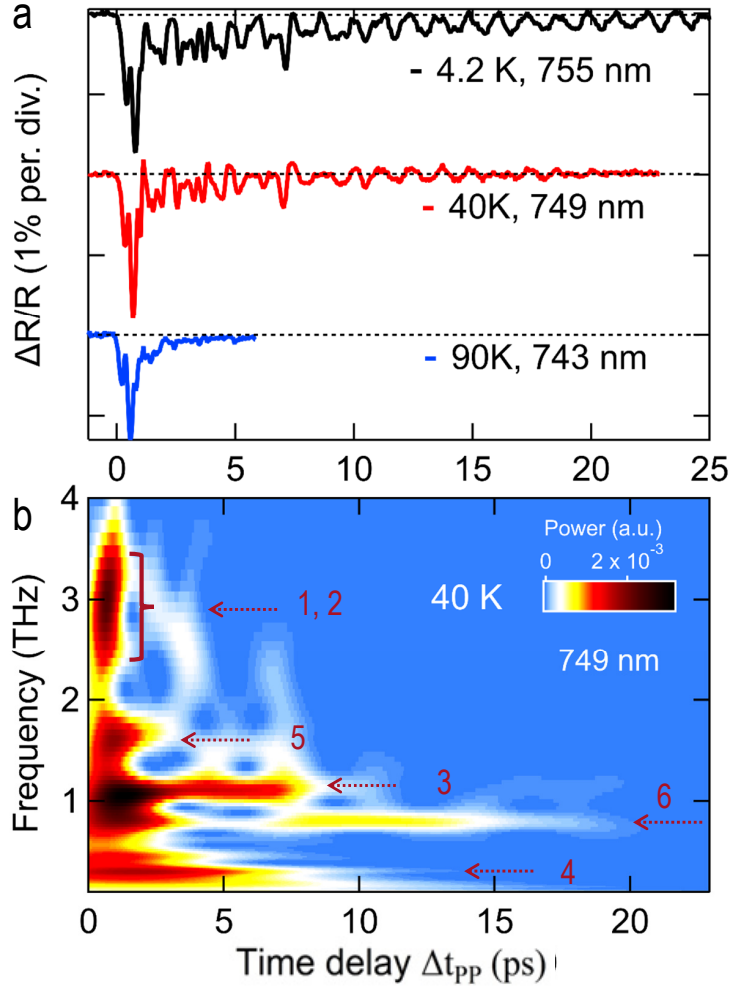 a
ΔR/R (1% per. div.)
- 4.2 K, 755 nm
- 40K, 749 nm
- 90K, 743 nm
0 5 10 15 20 25
b
Frequency (THz)
4
3
2
1
Power (a.u.)
0 2 x 10⁻³
40 K
749 nm
1, 2
5
3
6
4
0 5 10 15 20
Time delay ΔtPP (ps)